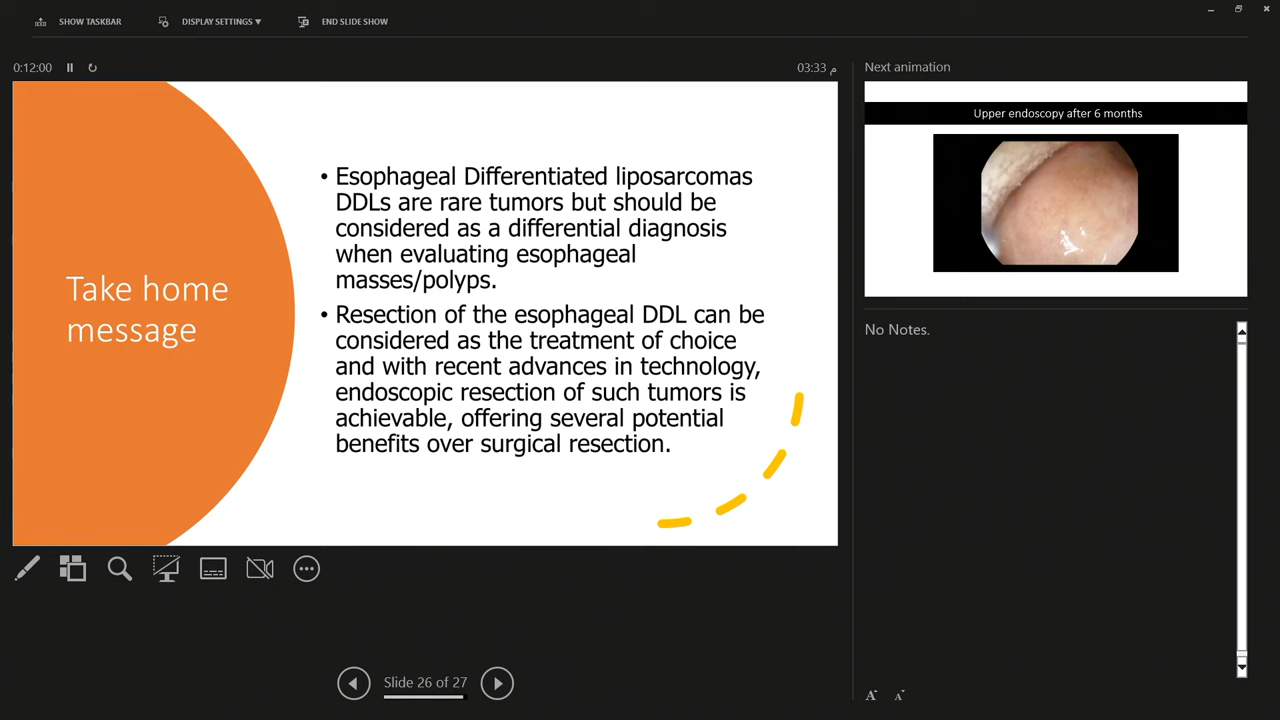 SHOW TASKBAR
DISPLAY SETTINGS ▼
END SLIDE SHOW
0:12:00
03:33 م
Take home
message
• Esophageal Differentiated liposarcomas
DDLs are rare tumors but should be
considered as a differential diagnosis
when evaluating esophageal
masses/polyps.
• Resection of the esophageal DDL can be
considered as the treatment of choice
and with recent advances in technology,
endoscopic resection of such tumors is
achievable, offering several potential
benefits over surgical resection.
Slide 26 of 27
Next animation
Upper endoscopy after 6 months
No Notes.
A A